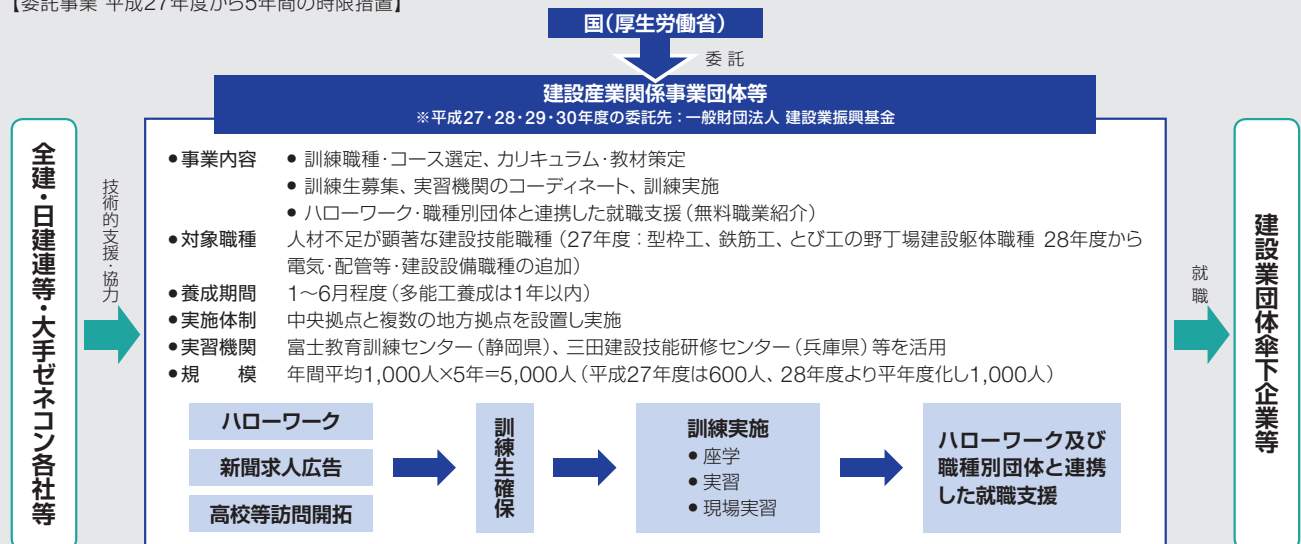 【委託事業 平成27年度から5年間の時限措置】
国(厚生労働省)
委託
建設産業関係事業団体等
※平成27・28・29・30年度の委託先：一般財団法人 建設業振興基金
全建・日建連等・大手ゼネコン各社等
技術的支援・協力
●事業内容 ● 訓練職種・コース選定、カリキュラム・教材策定
● 訓練生募集、実習機関のコーディネート、訓練実施
● ハローワーク・職種別団体と連携した就職支援(無料職業紹介)
●対象職種 人材不足が顕著な建設技能職種(27年度：型枠工、鉄筋工、とび工の野丁場建設躯体職種 28年度から
電気・配管等・建設設備職種の追加)
●養成期間 1〜6月程度(多能工養成は1年以内)
●実施体制 中央拠点と複数の地方拠点を設置し実施
●実習機関 富士教育訓練センター(静岡県)、三田建設技能研修センター(兵庫県)等を活用
●規　模 年間平均1,000人×5年＝5,000人(平成27年度は600人、28年度より平年度化し1,000人)
ハローワーク
新聞求人広告
高校等訪問開拓
訓練生確保
訓練実施
● 座学
● 実習
● 現場実習
ハローワーク及び
職種別団体と連携
した就職支援
就職
建設業団体傘下企業等